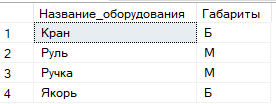 Название_оборудования Габариты
1 Кран Б
2 Руль М
3 Ручка М
4 Якорь Б